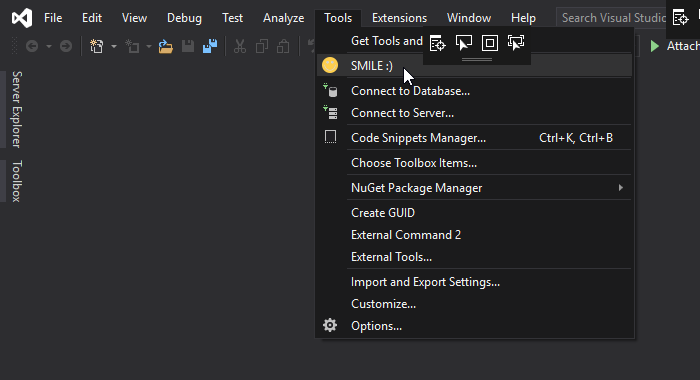 File Edit View Project Debug Test Analyze Tools Extensions Window Help Search Visual Studio
Get Tools and
Attach
SMILE :)
Connect to Database...
Connect to Server...
Code Snippets Manager... Ctrl+K, Ctrl+B
Choose Toolbox Items...
NuGet Package Manager
Create GUID
External Command 2
External Tools...
Import and Export Settings...
Customize...
Options...
Server Explorer
Toolbox